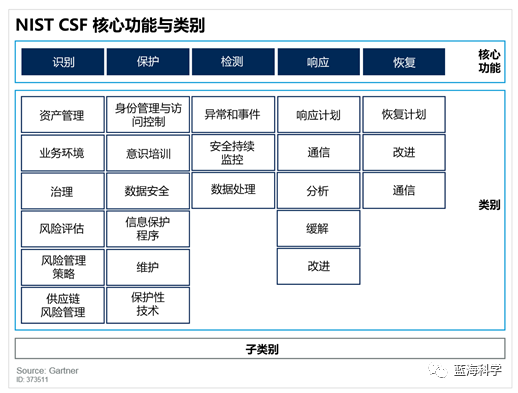 NIST CSF 核心功能与类别
识别 保护 检测 响应 恢复
核心
功能
资产管理
身份管理与访
问控制
异常和事件
响应计划
恢复计划
业务环境
意识培训
安全持续
监控
通信
改进
治理
数据安全
数据处理
分析
通信
风险评估
信息保护
程序
缓解
风险管理
策略
维护
改进
供应链
风险管理
保护性
技术
类别
子类别
Source: Gartner
ID: 373511
蓝海科学